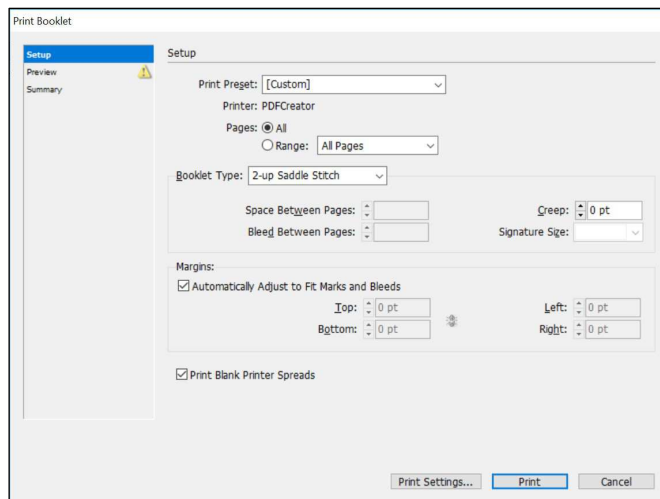 Print Booklet
Setup
Preview
Summary
Setup
Print Preset: [Custom]
Printer: PDFCreator
Pages: All
Range: All Pages
Booklet Type: 2-up Saddle Stitch
Space Between Pages: Creep: 0 pt
Bleed Between Pages: Signature Size:
Margins:
Automatically Adjust to Fit Marks and Bleeds
Top: 0 pt Left: 0 pt
Bottom: 0 pt Right: 0 pt
Print Blank Printer Spreads
Print Settings... Print Cancel